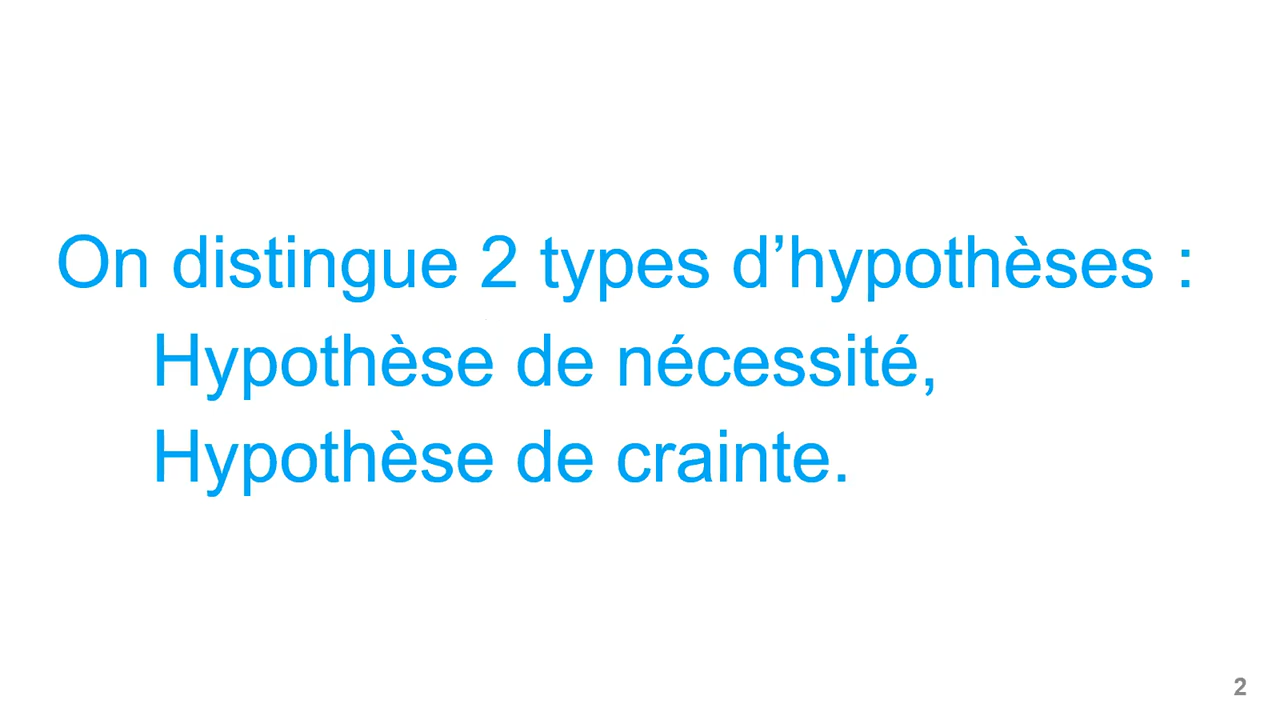 On distingue 2 types d’hypothèses :
Hypothèse de nécessité,
Hypothèse de crainte.
2